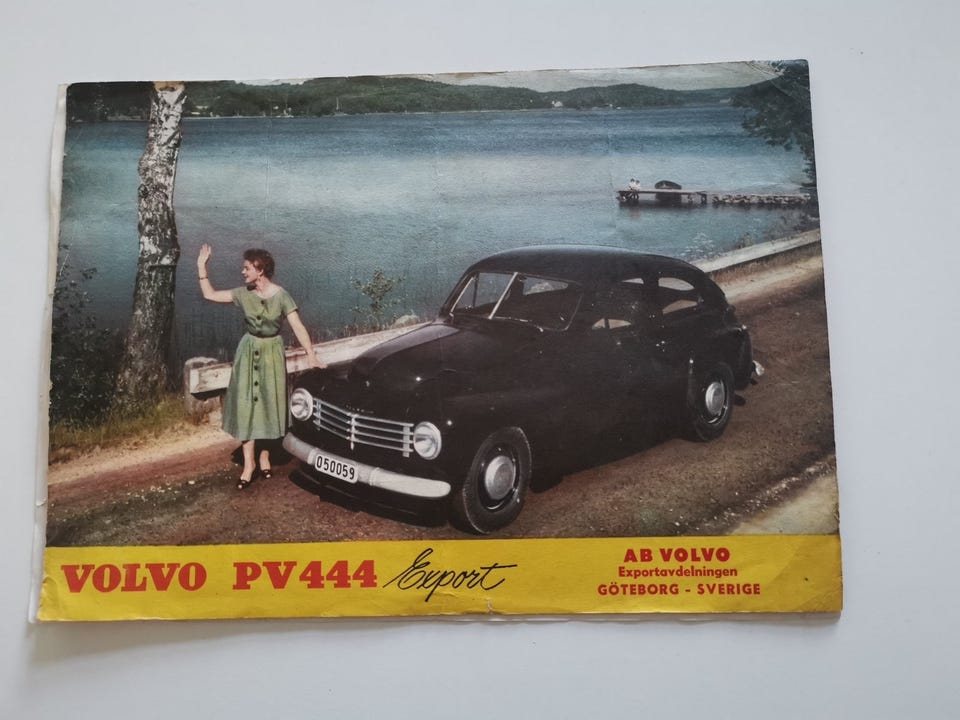 050059
VOLVO PV444 Export
AB VOLVO
Exportavdelningen
GÖTEBORG - SVERIGE